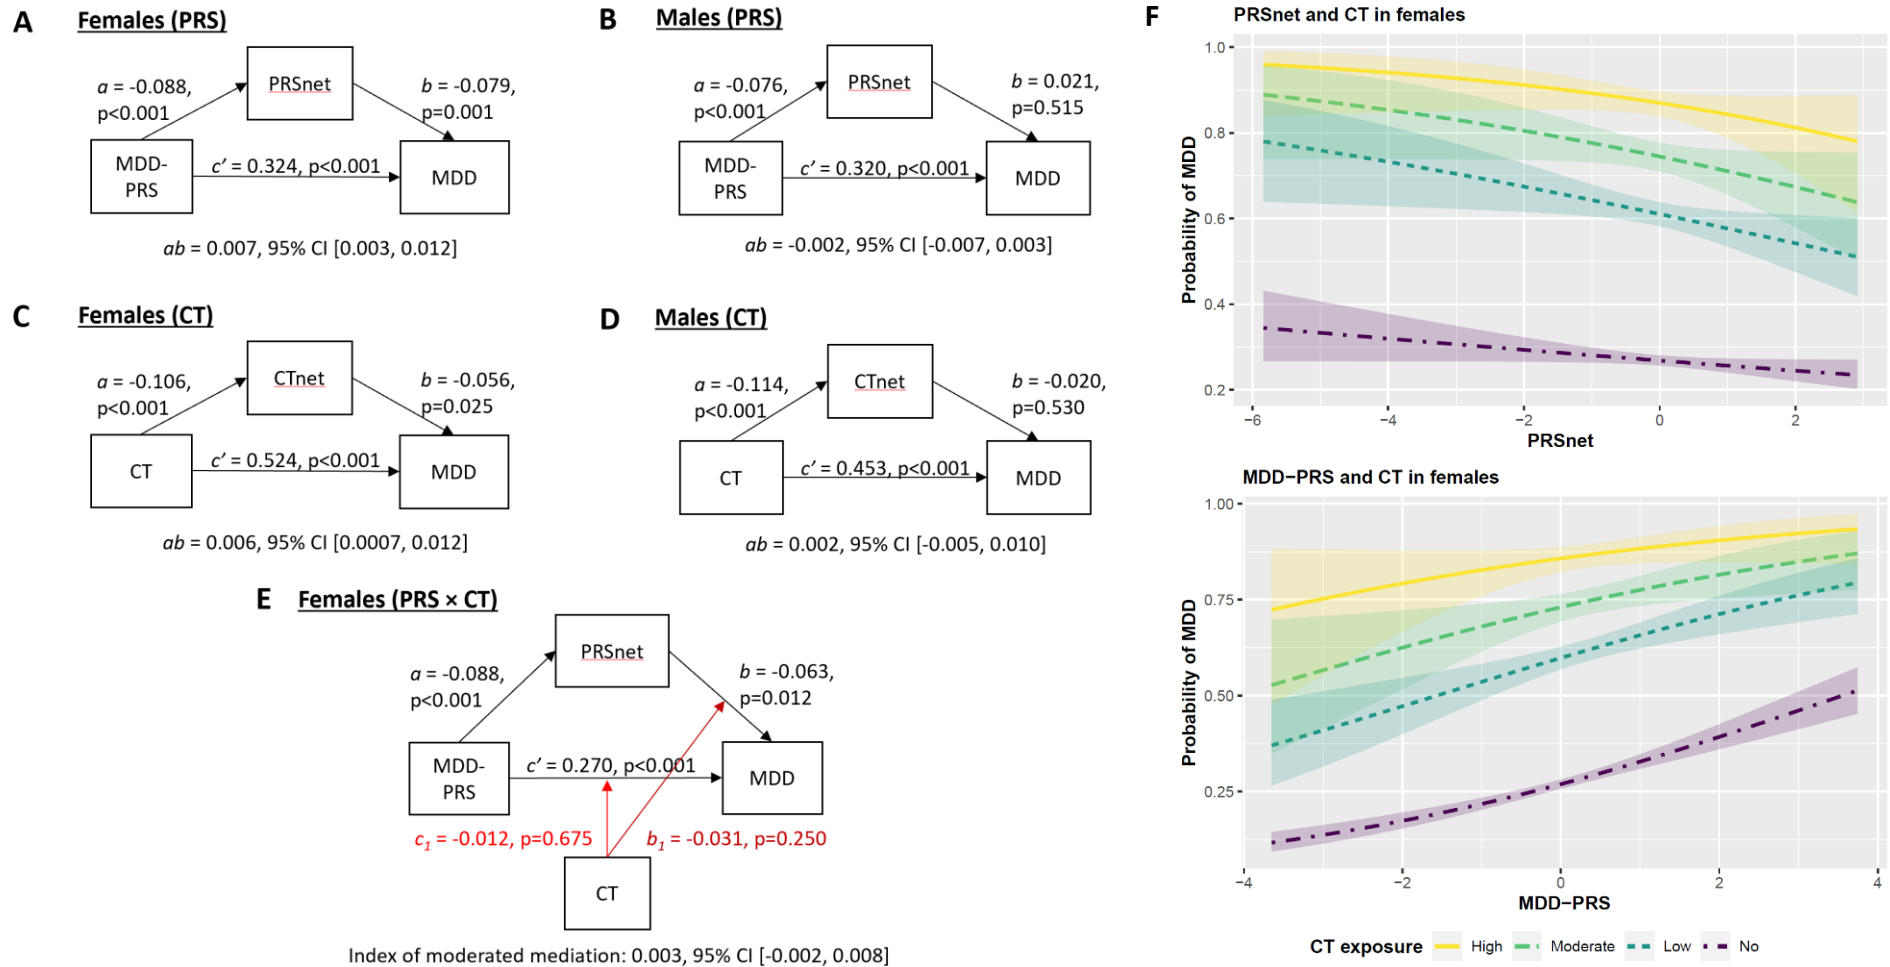 A Females (PRS)
a = -0.088,
p<0.001
PRSnet
b = -0.079,
p=0.001
MDD-
PRS
c’ = 0.324, p<0.001
MDD
ab = 0.007, 95% CI [0.003, 0.012]
B Males (PRS)
a = -0.076,
p<0.001
PRSnet
b = 0.021,
p=0.515
MDD-
PRS
c’ = 0.320, p<0.001
MDD
ab = -0.002, 95% CI [-0.007, 0.003]
C Females (CT)
a = -0.106,
p<0.001
CTnet
b = -0.056,
p=0.025
CT
c’ = 0.524, p<0.001
MDD
ab = 0.006, 95% CI [0.0007, 0.012]
D Males (CT)
a = -0.114,
p<0.001
CTnet
b = -0.020,
p=0.530
CT
c’ = 0.453, p<0.001
MDD
ab = 0.002, 95% CI [-0.005, 0.010]
E Females (PRS × CT)
PRSnet
a = -0.088,
p<0.001
b = -0.063,
p=0.012
MDD-
PRS
c’ = 0.270, p<0.001
MDD
c1 = -0.012, p=0.675
b1 = -0.031, p=0.250
CT
Index of moderated mediation: 0.003, 95% CI [-0.002, 0.008]
F
PRSnet and CT in females
Probability of MDD
1.0
0.8
0.6
0.4
0.2
−6 −4 −2 0 2
PRSnet
MDD−PRS and CT in females
Probability of MDD
1.00
0.75
0.50
0.25
−4 −2 0 2 4
MDD−PRS
CT exposure High Moderate Low No